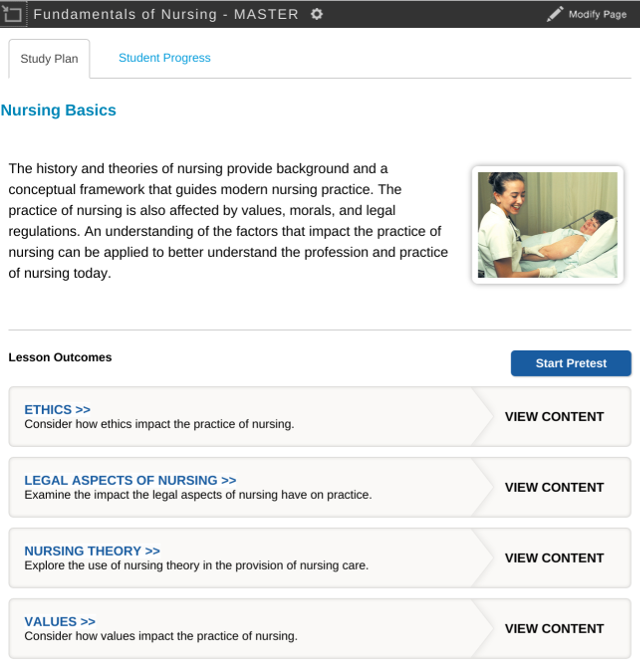 Fundamentals of Nursing - MASTER
Modify Page
Study Plan
Student Progress
Nursing Basics
The history and theories of nursing provide background and a
conceptual framework that guides modern nursing practice. The
practice of nursing is also affected by values, morals, and legal
regulations. An understanding of the factors that impact the practice of
nursing can be applied to better understand the profession and practice
of nursing today.
Lesson Outcomes
Start Pretest
ETHICS >>
Consider how ethics impact the practice of nursing.
VIEW CONTENT
LEGAL ASPECTS OF NURSING >>
Examine the impact the legal aspects of nursing have on practice.
VIEW CONTENT
NURSING THEORY >>
Explore the use of nursing theory in the provision of nursing care.
VIEW CONTENT
VALUES >>
Consider how values impact the practice of nursing.
VIEW CONTENT